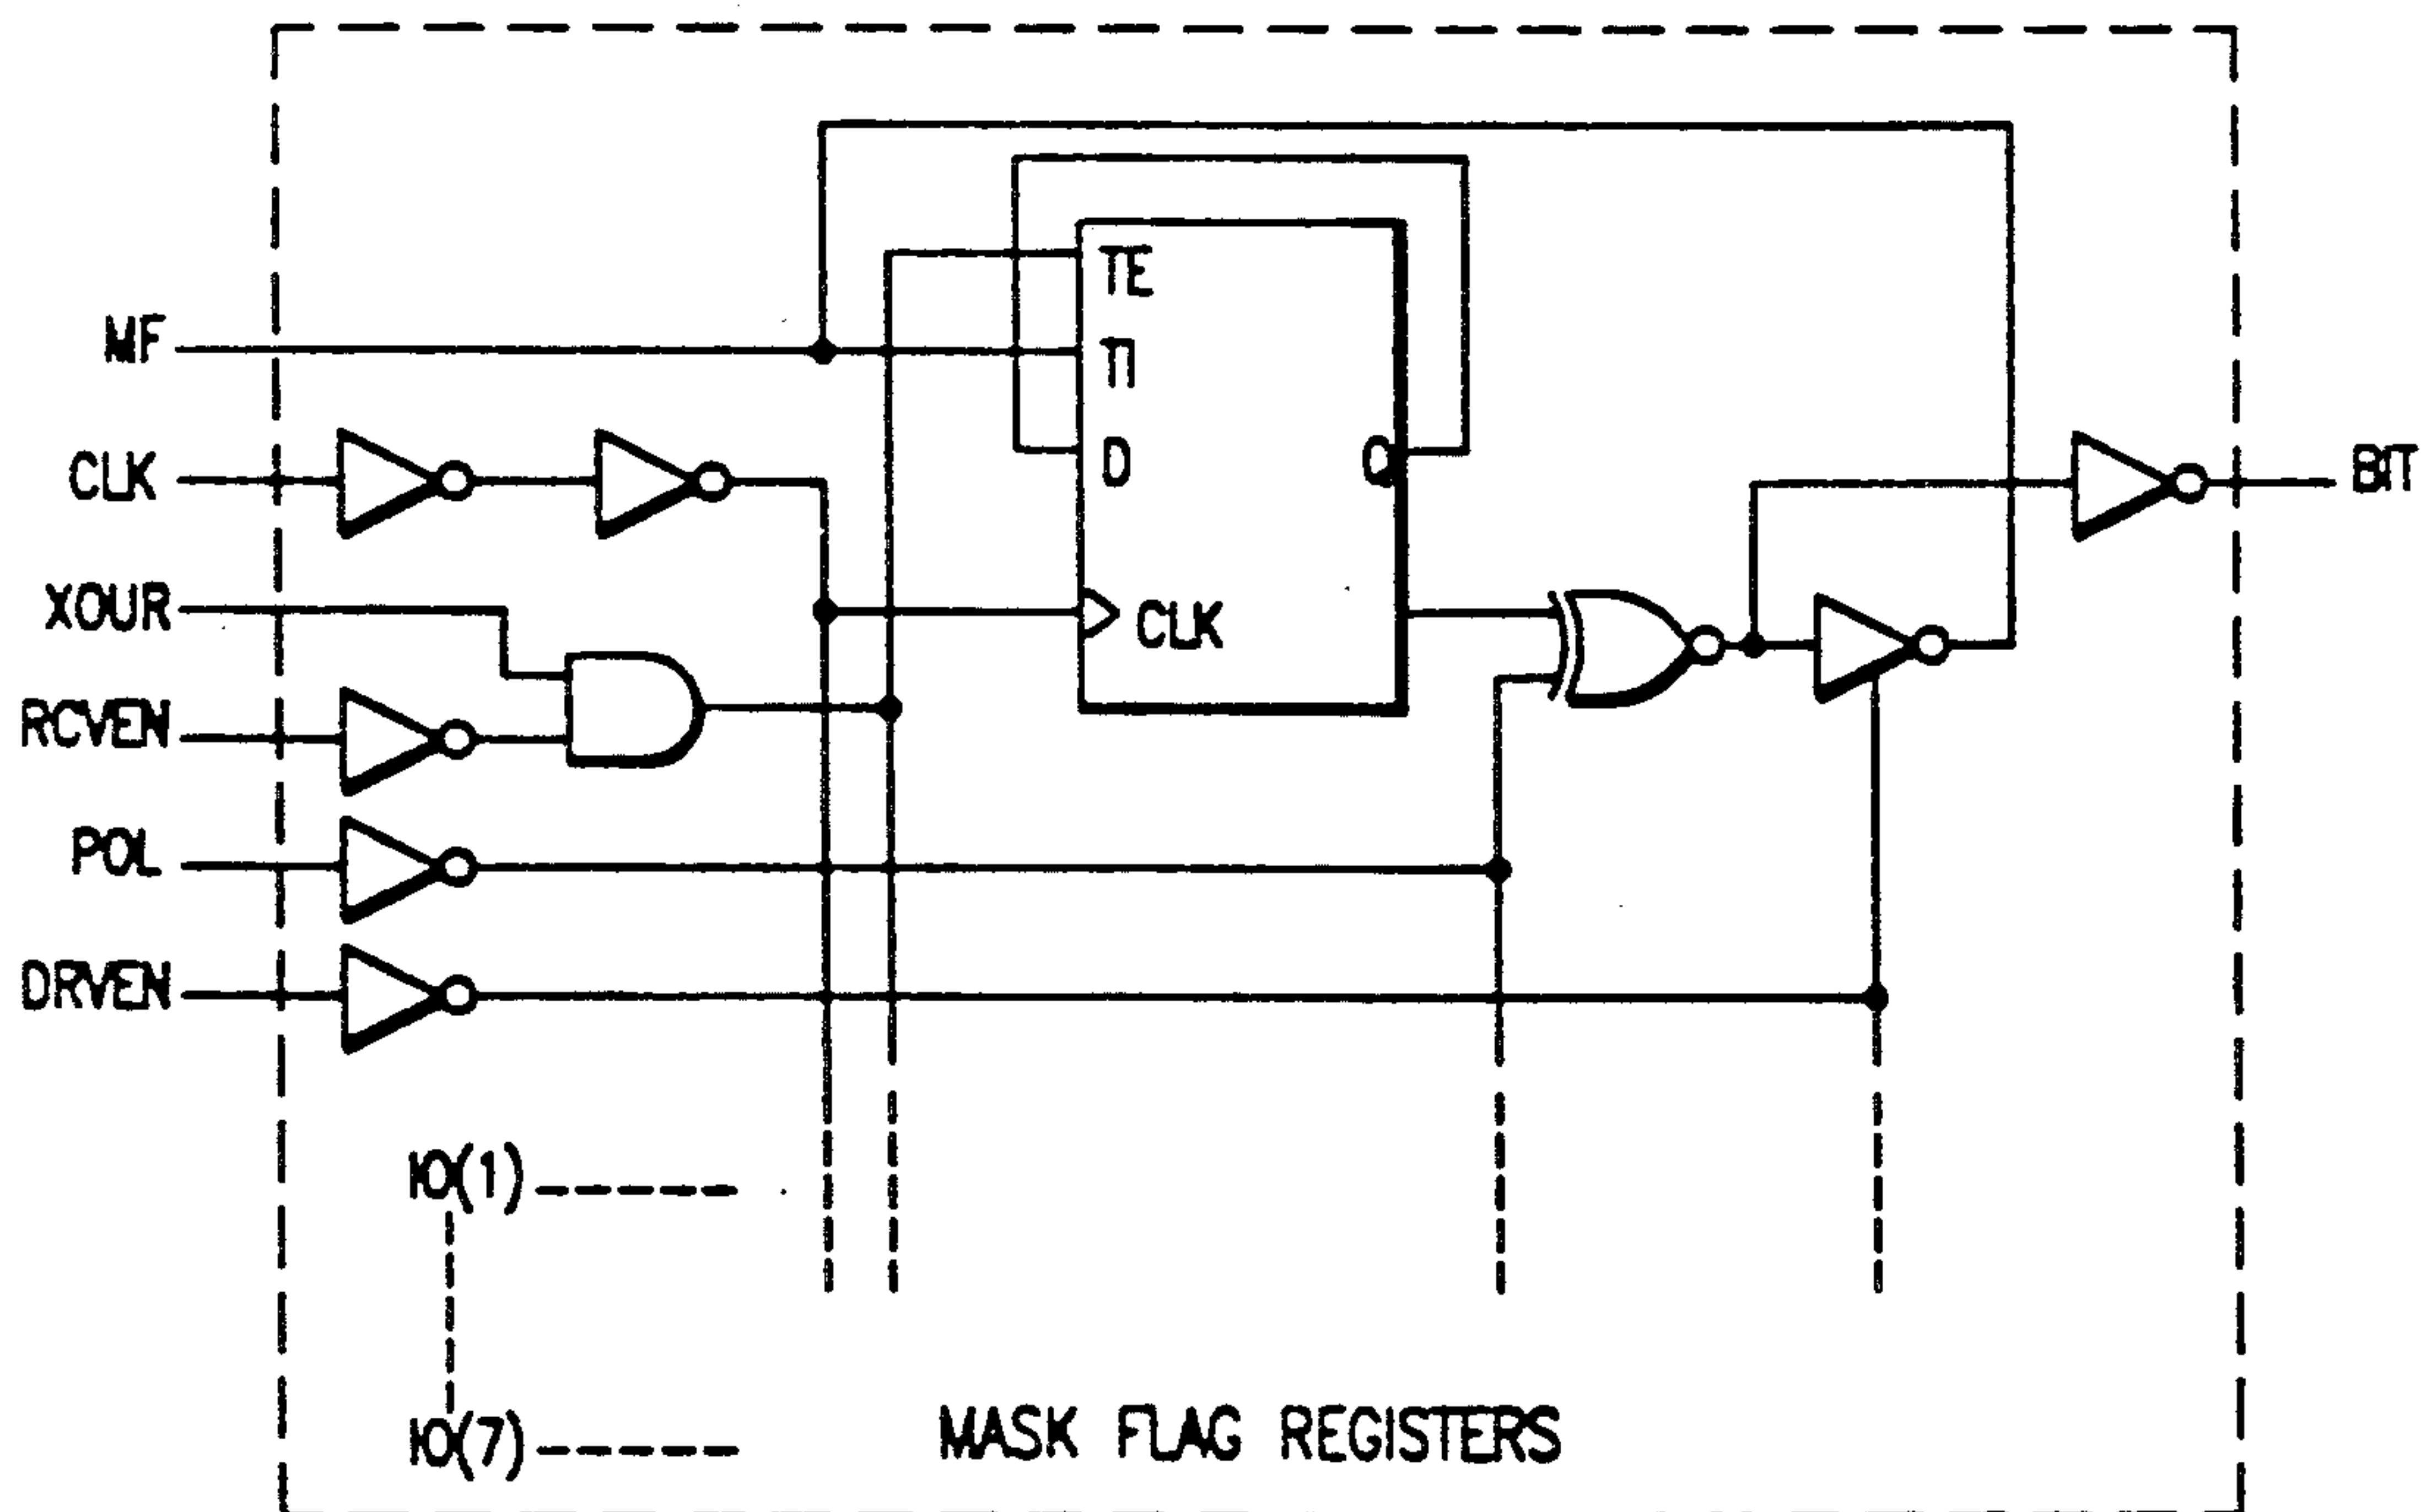 TE
MF
TI
CLK
D
Q
BIT
XOUR
CLK
RCVEN
POL
DRVEN
IO(1)
IO(7)
MASK FLAG REGISTERS